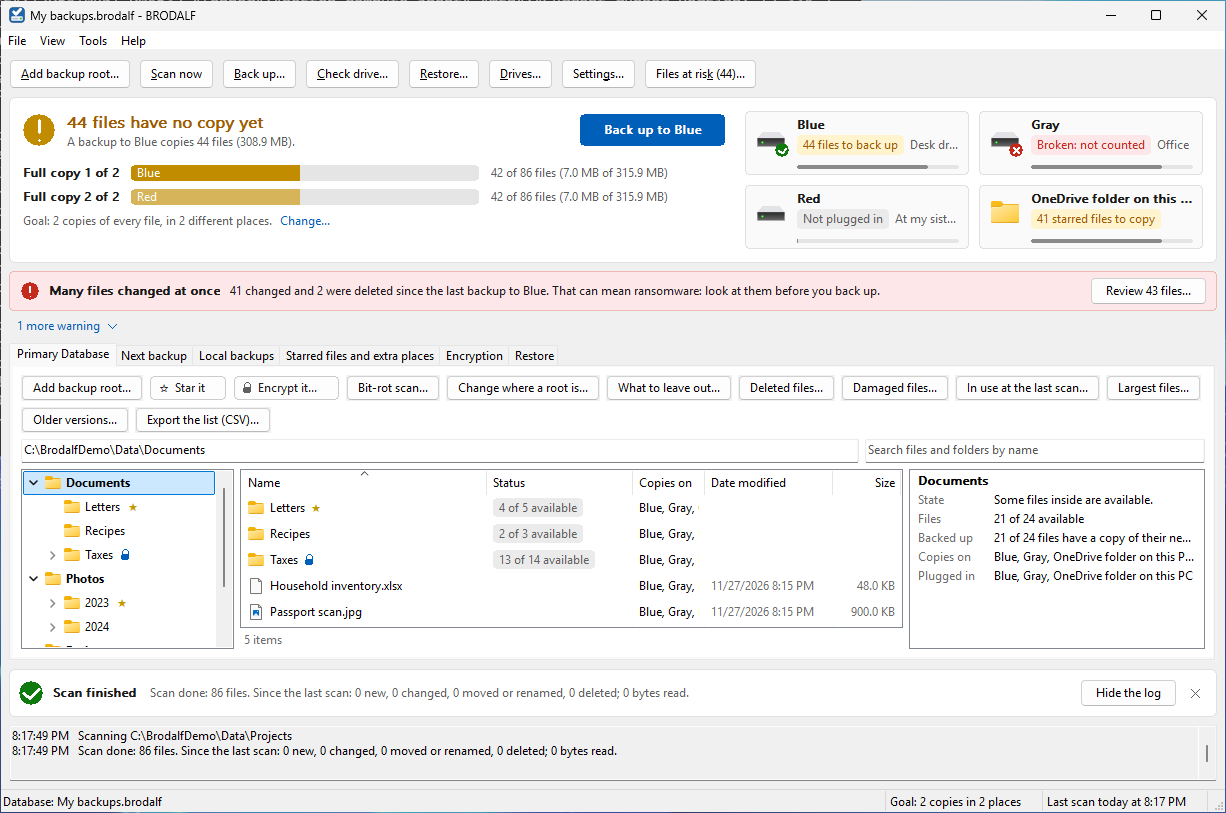 My backups.brodalf - BRODALF
File View Tools Help
Add backup root... Scan now Back up... Check drive... Restore... Drives... Settings... Files at risk (44)...
44 files have no copy yet
A backup to Blue copies 44 files (308.9 MB).
Back up to Blue
Full copy 1 of 2 Blue 42 of 86 files (7.0 MB of 315.9 MB)
Full copy 2 of 2 Red 42 of 86 files (7.0 MB of 315.9 MB)
Goal: 2 copies of every file, in 2 different places. Change...
Blue
44 files to back up Desk dr...
Gray
Broken: not counted Office
Red
Not plugged in At my sist...
OneDrive folder on this ...
41 starred files to copy
Many files changed at once 41 changed and 2 were deleted since the last backup to Blue. That can mean ransomware: look at them before you back up. Review 43 files...
1 more warning
Primary Database Next backup Local backups Starred files and extra places Encryption Restore
Add backup root... Star it Encrypt it... Bit-rot scan... Change where a root is... What to leave out... Deleted files... Damaged files... In use at the last scan... Largest files...
Older versions... Export the list (CSV)...
C:\BrodalfDemo\Data\Documents Search files and folders by name
Documents
Letters
Recipes
Taxes
Photos
2023
2024
Name Status Copies on Date modified Size
Letters 4 of 5 available Blue, Gray,
Recipes 2 of 3 available Blue, Gray,
Taxes 13 of 14 available Blue, Gray,
Household inventory.xlsx Blue, Gray, 11/27/2026 8:15 PM 48.0 KB
Passport scan.jpg Blue, Gray, 11/27/2026 8:15 PM 900.0 KB
5 items
Documents
State Some files inside are available.
Files 21 of 24 available
Backed up 21 of 24 files have a copy of their ne...
Copies on Blue, Gray, OneDrive folder on this P...
Plugged in Blue, Gray, OneDrive folder on this PC
Scan finished Scan done: 86 files. Since the last scan: 0 new, 0 changed, 0 moved or renamed, 0 deleted; 0 bytes read. Hide the log
8:17:49 PM Scanning C:\BrodalfDemo\Data\Projects
8:17:49 PM Scan done: 86 files. Since the last scan: 0 new, 0 changed, 0 moved or renamed, 0 deleted; 0 bytes read.
Database: My backups.brodalf Goal: 2 copies in 2 places Last scan today at 8:17 PM